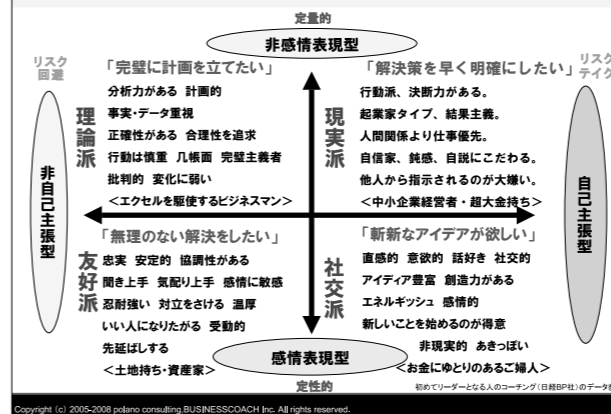 定量的
非感情表現型
リスク
回避
リスク
テイク
「完璧に計画を立てたい」
分析力がある 計画的
事実・データ重視
正確性がある 合理性を追求
行動は慎重 几帳面 完璧主義者
批判的 変化に弱い
<エクセルを駆使するビジネスマン>
理論派
「解決策を早く明確にしたい」
行動派、決断力がある。
起業家タイプ、結果主義。
人間関係より仕事優先。
自信家、鈍感、自説にこだわる。
他人から指示されるのが大嫌い。
<中小企業経営者・超大金持ち>
現実派
非自己主張型
自己主張型
「無理のない解決をしたい」
忠実 安定的 協調性がある
聞き上手 気配り上手 感情に敏感
忍耐強い 対立をさける 温厚
いい人になりたがる 受動的
先延ばしする
<土地持ち・資産家>
友好派
「斬新なアイデアが欲しい」
直感的 意欲的 話好き 社交的
アイディア豊富 創造力がある
エネルギッシュ 感情的
新しいことを始めるのが得意
非現実的 あきっぽい
<お金にゆとりのあるご婦人>
社交派
感情表現型
定性的
初めてリーダーとなる人のコーチング(日経BP社)のデータ
Copyright (c) 2005-2008 polano consulting,BUSINESSCOACH Inc. All rights reserved.